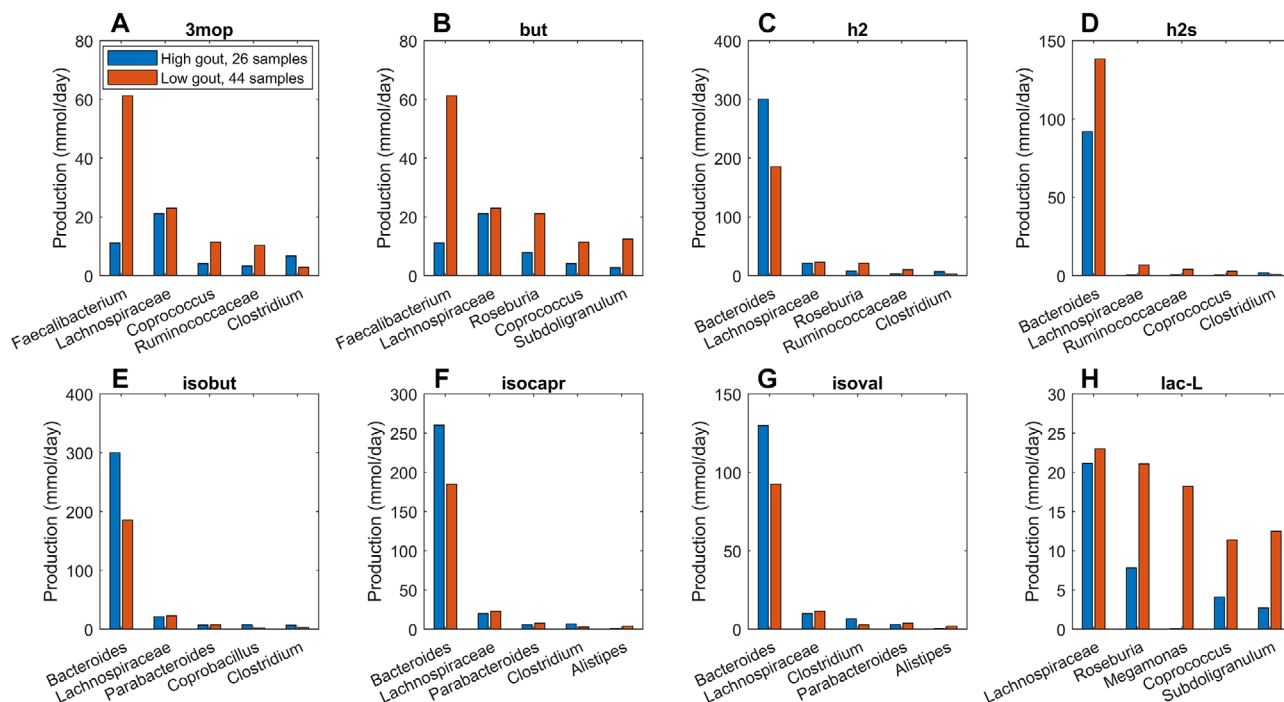 A
3mop
High gout, 26 samples
Low gout, 44 samples
Production (mmol/day)
80
60
40
20
0
Faecalibacterium
Lachnospiraceae
Coprococcus
Ruminococcaceae
Clostridium
B
but
Production (mmol/day)
80
60
40
20
0
Faecalibacterium
Lachnospiraceae
Roseburia
Coprococcus
Subdoligranulum
C
h2
Production (mmol/day)
400
300
200
100
0
Bacteroides
Lachnospiraceae
Roseburia
Ruminococcaceae
Clostridium
D
h2s
Production (mmol/day)
150
100
50
0
Bacteroides
Lachnospiraceae
Ruminococcaceae
Coprococcus
Clostridium
E
isobut
Production (mmol/day)
400
300
200
100
0
Bacteroides
Lachnospiraceae
Parabacteroides
Coprobacillus
Clostridium
F
isocapr
Production (mmol/day)
300
250
200
150
100
50
0
Bacteroides
Lachnospiraceae
Parabacteroides
Clostridium
Alistipes
G
isoval
Production (mmol/day)
150
100
50
0
Bacteroides
Lachnospiraceae
Clostridium
Parabacteroides
Alistipes
H
lac-L
Production (mmol/day)
30
25
20
15
10
5
0
Lachnospiraceae
Roseburia
Megamonas
Coprococcus
Subdoligranulum